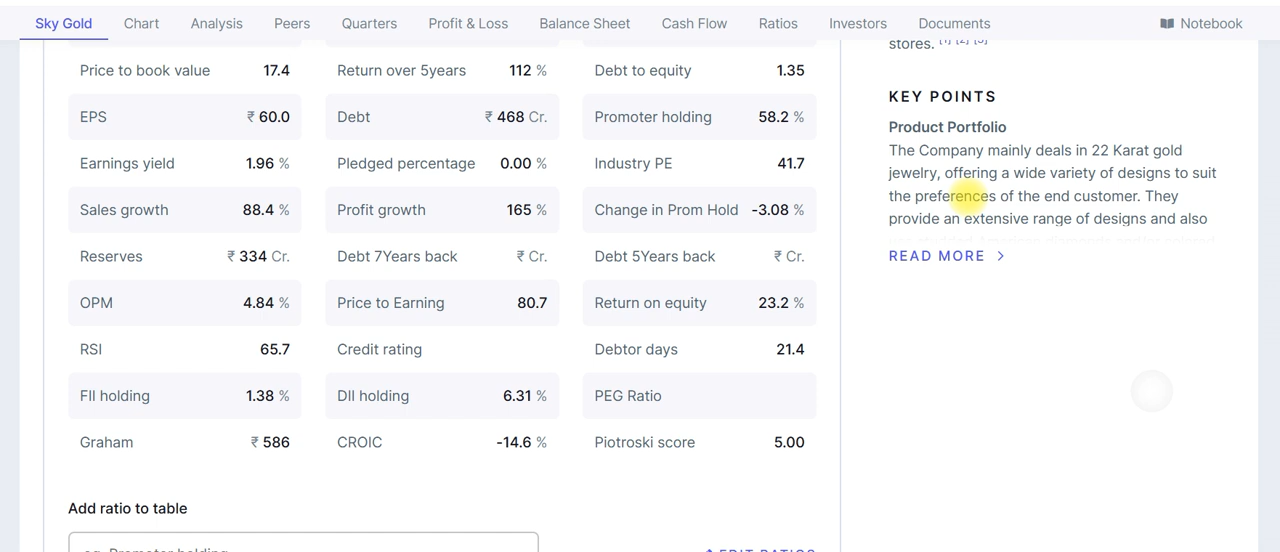 Sky Gold Chart Analysis Peers Quarters Profit & Loss Balance Sheet Cash Flow Ratios Investors Documents Notebook
Price to book value 17.4 Return over 5years 112 % Debt to equity 1.35
EPS ₹ 60.0 Debt ₹ 468 Cr. Promoter holding 58.2 %
Earnings yield 1.96 % Pledged percentage 0.00 % Industry PE 41.7
Sales growth 88.4 % Profit growth 165 % Change in Prom Hold -3.08 %
Reserves ₹ 334 Cr. Debt 7Years back ₹ Cr. Debt 5Years back ₹ Cr.
OPM 4.84 % Price to Earning 80.7 Return on equity 23.2 %
RSI 65.7 Credit rating Debtor days 21.4
FII holding 1.38 % DII holding 6.31 % PEG Ratio
Graham ₹ 586 CROIC -14.6 % Piotroski score 5.00
Add ratio to table
eg. Promoter holding
EDIT RATIOS
stores. [1] [2] [3]
KEY POINTS
Product Portfolio
The Company mainly deals in 22 Karat gold
jewelry, offering a wide variety of designs to suit
the preferences of the end customer. They
provide an extensive range of designs and also
READ MORE